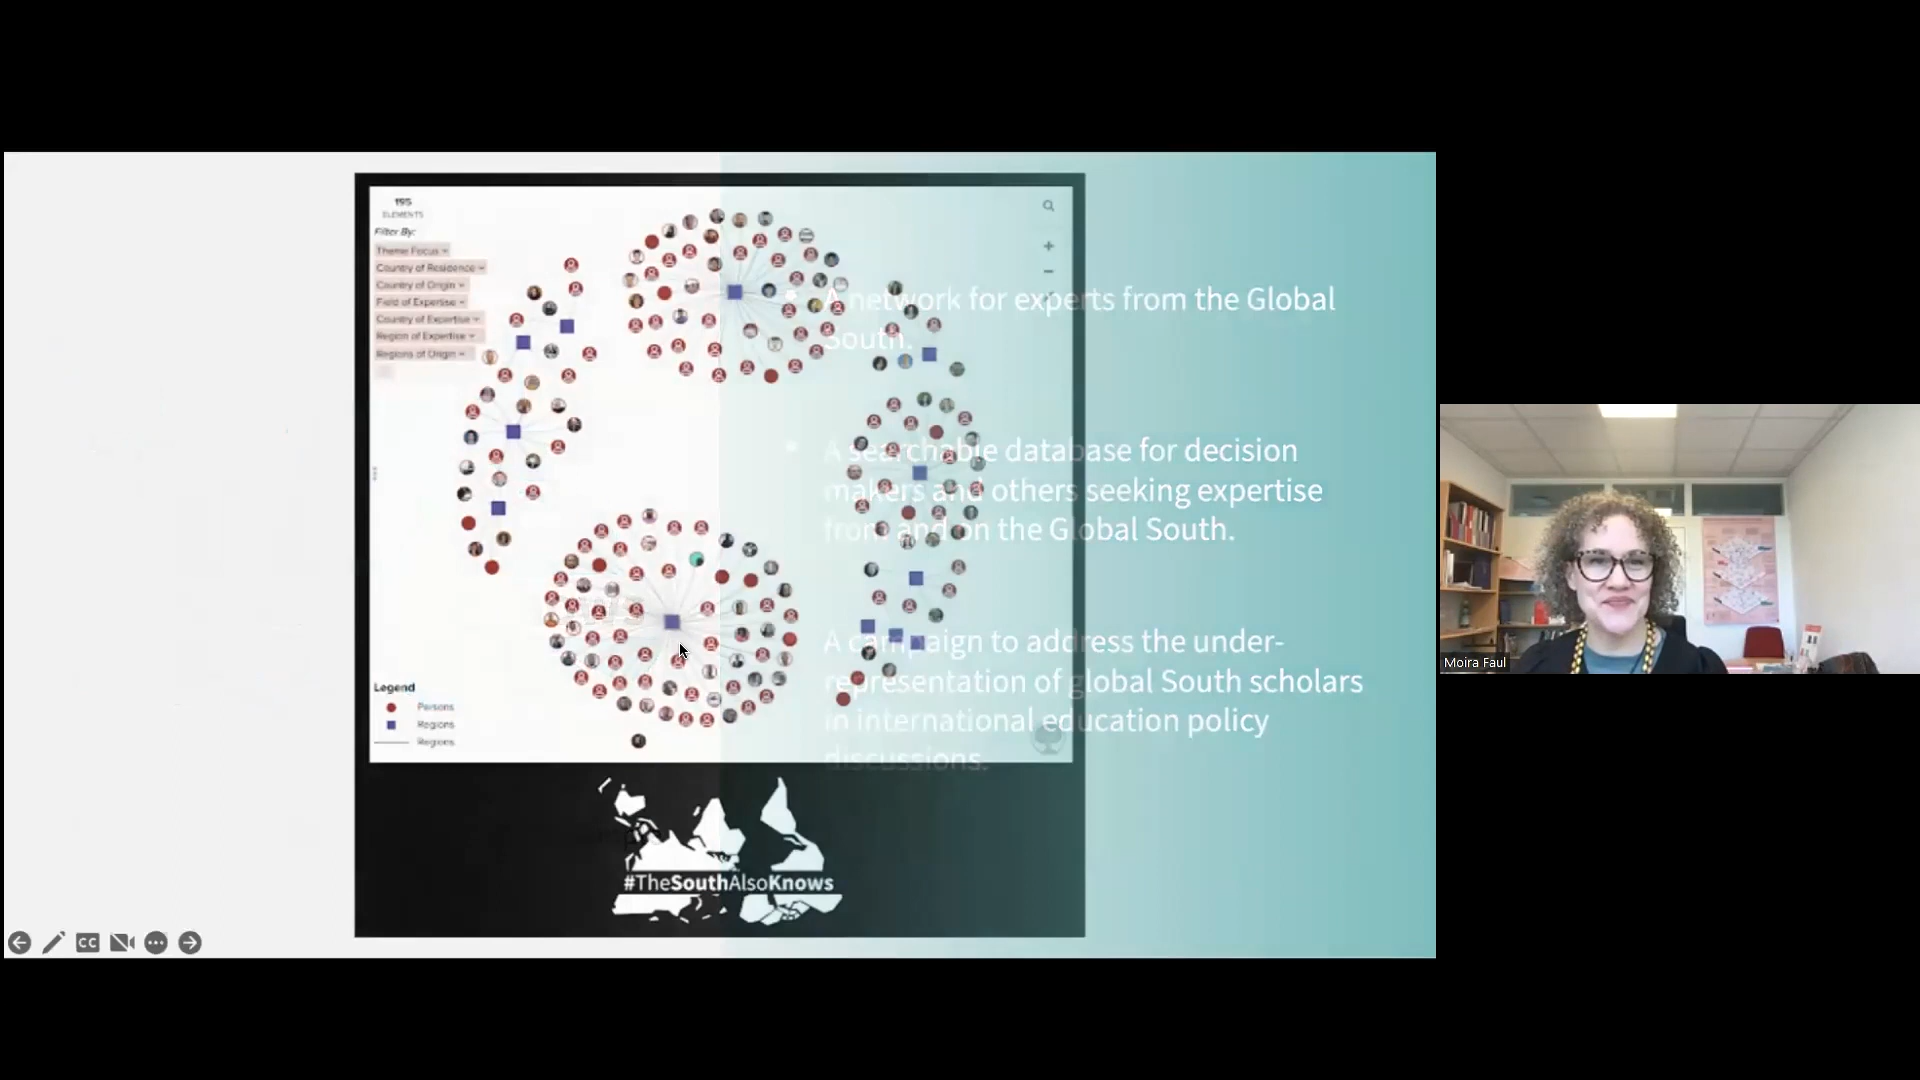 195
ELEMENTS
Filter By:
Theme Focus
Country of Residence
Country of Origin
Field of Expertise
Country of Expertise
Region of Expertise
Regions of Origin
A network for experts from the Global
South.
A searchable database for decision
makers and others seeking expertise
from and on the Global South.
A campaign to address the under-
representation of global South scholars
in international education policy
discussions.
Legend
Persons
Regions
Regions
#TheSouthAlsoKnows
CC
Moira Faul